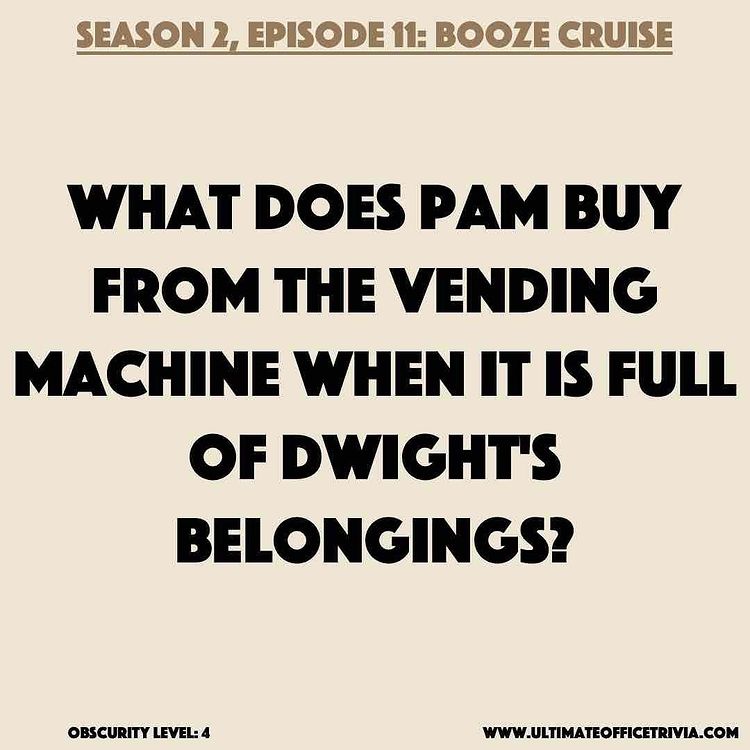 SEASON 2, EPISODE 11: BOOZE CRUISE
WHAT DOES PAM BUY
FROM THE VENDING
MACHINE WHEN IT IS FULL
OF DWIGHT'S
BELONGINGS?
OBSCURITY LEVEL: 4
WWW.ULTIMATEOFFICETRIVIA.COM